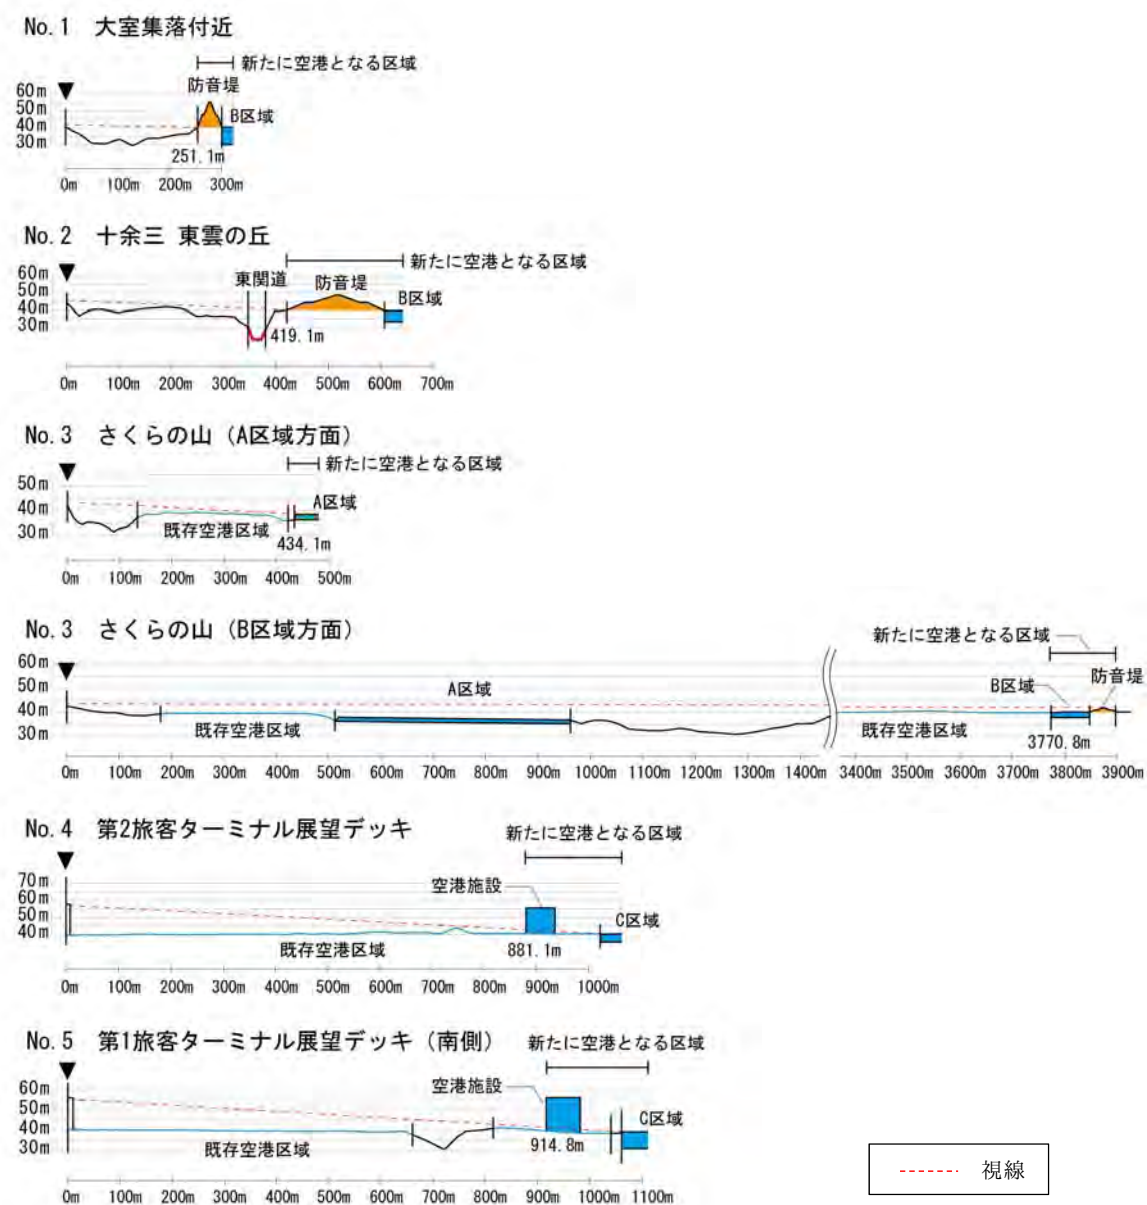 No. 1 大室集落付近
新たに空港となる区域
防音堤
60m
50m
40m
30m
B区域
251.1m
0m 100m 200m 300m
No. 2 十余三 東雲の丘
新たに空港となる区域
60m
50m
40m
30m
東関道 防音堤
B区域
419.1m
0m 100m 200m 300m 400m 500m 600m 700m
No. 3 さくらの山（A区域方面）
新たに空港となる区域
50m
40m
30m
A区域
既存空港区域
434.1m
0m 100m 200m 300m 400m 500m
No. 3 さくらの山（B区域方面）
新たに空港となる区域
60m
50m
40m
30m
A区域
B区域
防音堤
既存空港区域
既存空港区域
3770.8m
0m 100m 200m 300m 400m 500m 600m 700m 800m 900m 1000m 1100m 1200m 1300m 1400m 3400m 3500m 3600m 3700m 3800m 3900m
No. 4 第2旅客ターミナル展望デッキ
新たに空港となる区域
70m
60m
50m
40m
空港施設
C区域
既存空港区域
881.1m
0m 100m 200m 300m 400m 500m 600m 700m 800m 900m 1000m
No. 5 第1旅客ターミナル展望デッキ（南側）
新たに空港となる区域
60m
50m
40m
30m
空港施設
C区域
既存空港区域
914.8m
0m 100m 200m 300m 400m 500m 600m 700m 800m 900m 1000m 1100m
視線